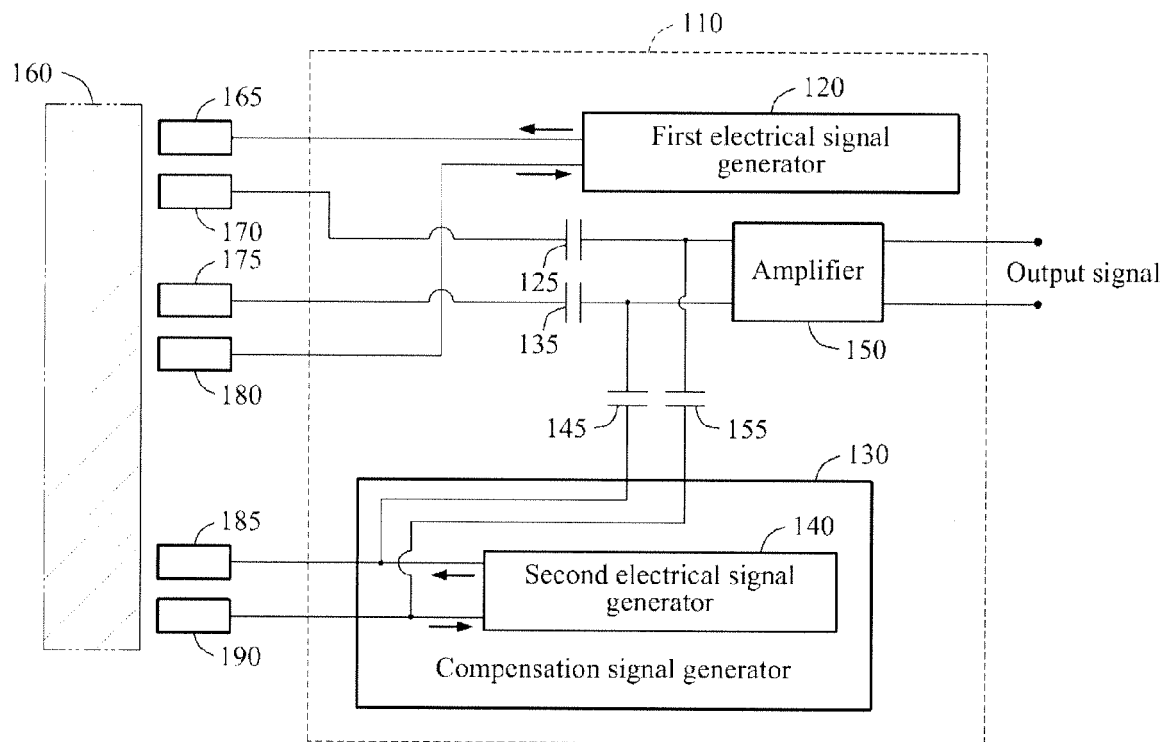 110
160
165
120
First electrical signal
generator
170
175
125
Amplifier
Output signal
135
150
180
145
155
130
185
140
Second electrical signal
generator
190
Compensation signal generator